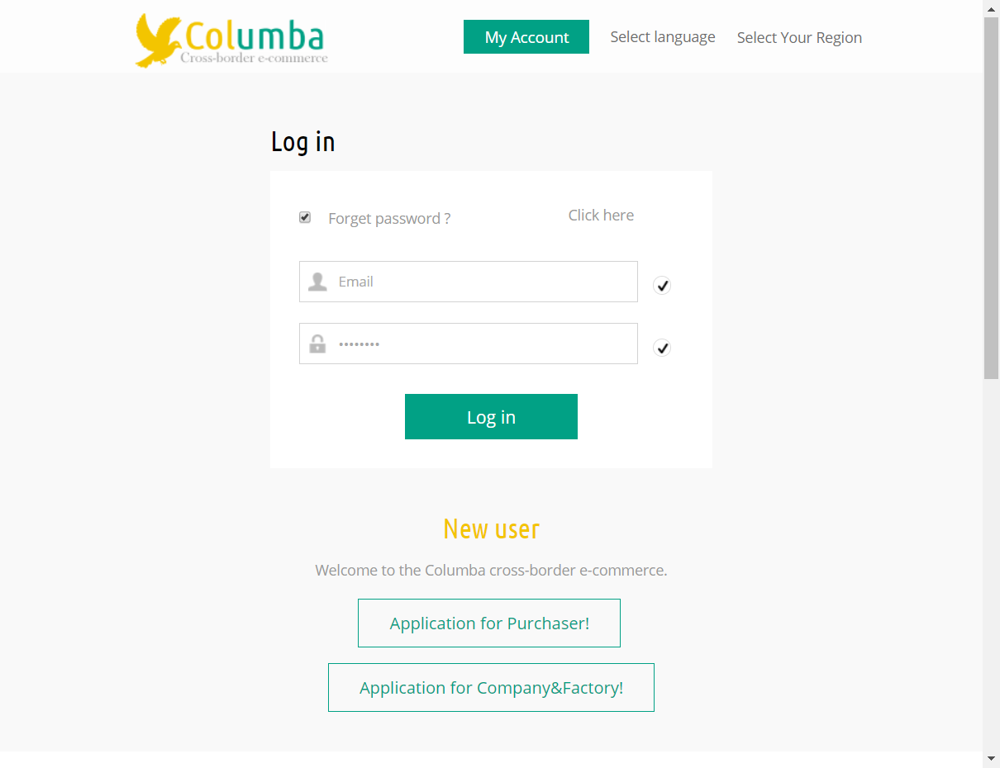 Columba
Cross-border e-commerce
My Account
Select language
Select Your Region
Log in
Forget password ?
Click here
Email
••••••••
Log in
New user
Welcome to the Columba cross-border e-commerce.
Application for Purchaser!
Application for Company&Factory!